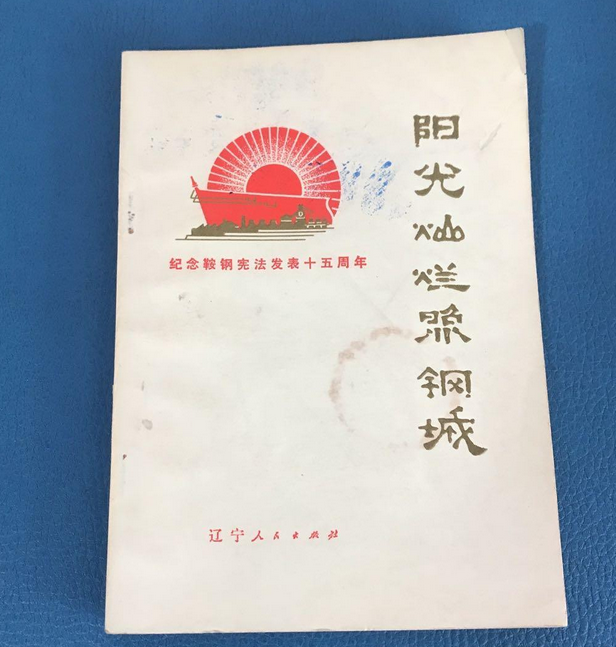 阳光灿烂照钢城
纪念鞍钢宪法发表十五周年
辽宁人民出版社